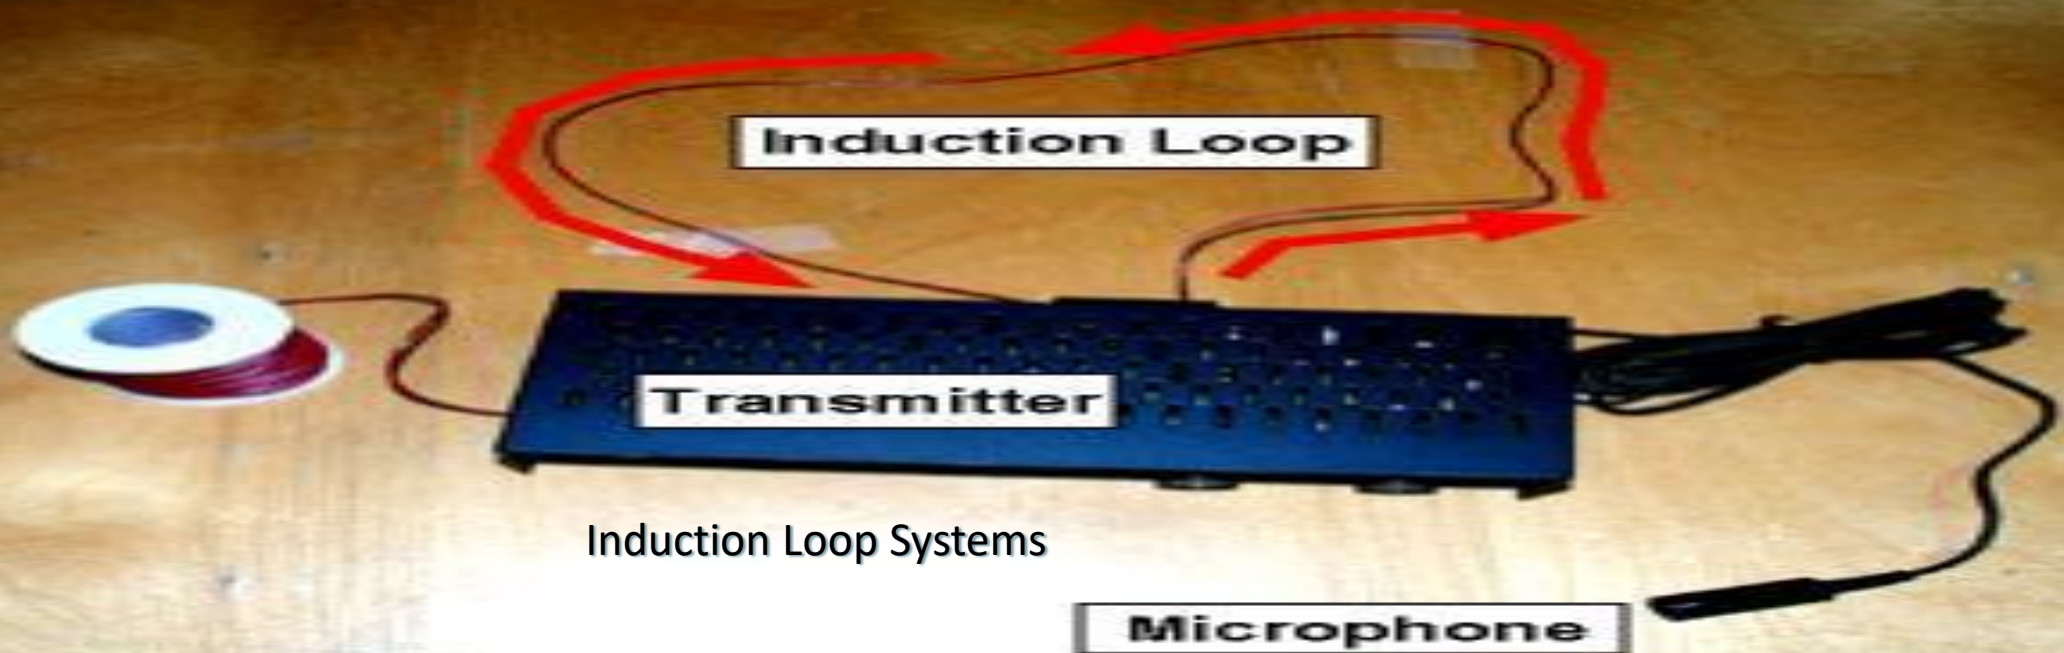 Induction Loop
Transmitter
Induction Loop Systems
Microphone